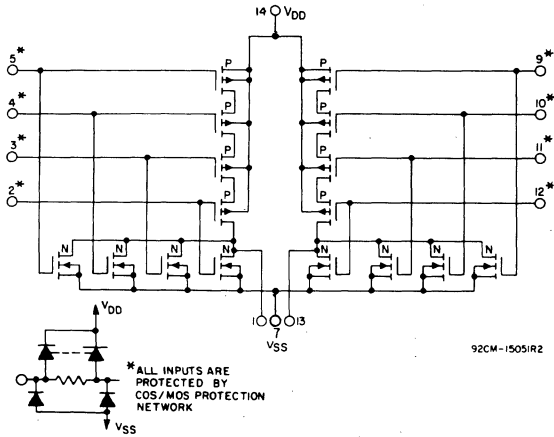 14 VDD
5* P P 9*
4* P P 10*
3* P P 11*
2* P P 12*
N N N N N N N N
1 7 13
VSS
92CM-15051R2
VDD
*ALL INPUTS ARE
PROTECTED BY
COS/MOS PROTECTION
NETWORK
VSS